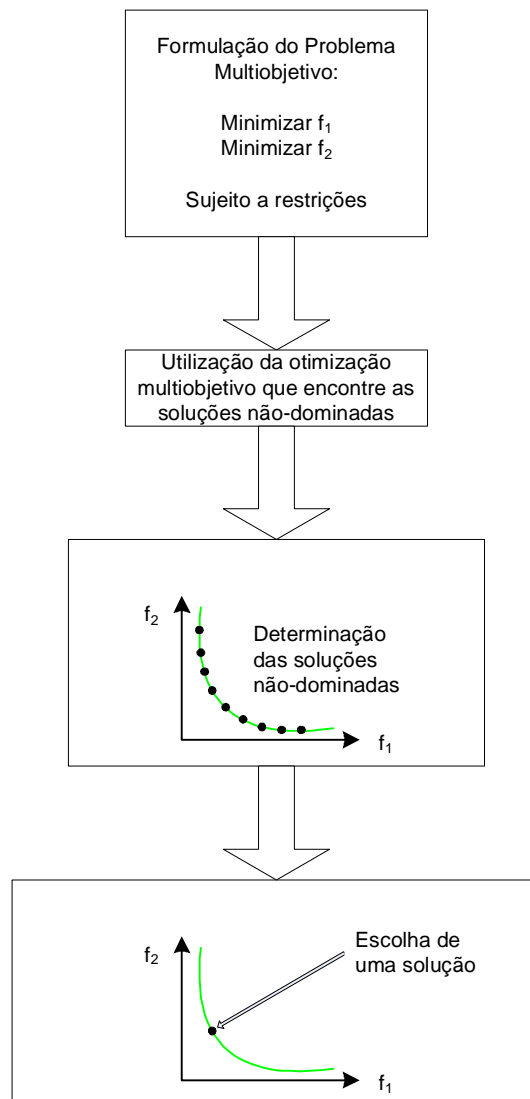 Formulação do Problema
Multiobjetivo:
Minimizar f₁
Minimizar f₂
Sujeito a restrições
Utilização da otimização
multiobjetivo que encontre as
soluções não-dominadas
f₂
Determinação
das soluções
não-dominadas
f₁
f₂
Escolha de
uma solução
f₁